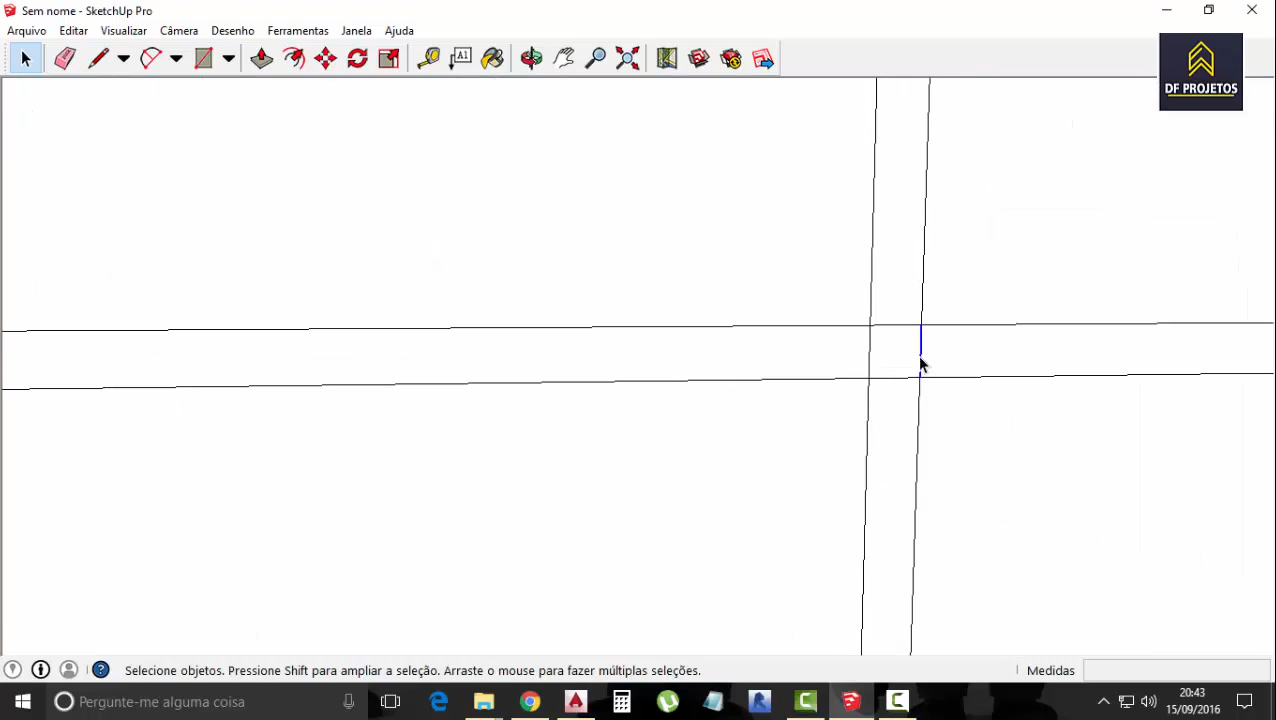 Sem nome - SketchUp Pro
Arquivo Editar Visualizar Câmera Desenho Ferramentas Janela Ajuda
A1
DF PROJETOS
Selecione objetos. Pressione Shift para ampliar a seleção. Arraste o mouse para fazer múltiplas seleções.
Medidas
Pergunte-me alguma coisa
20:43
15/09/2016